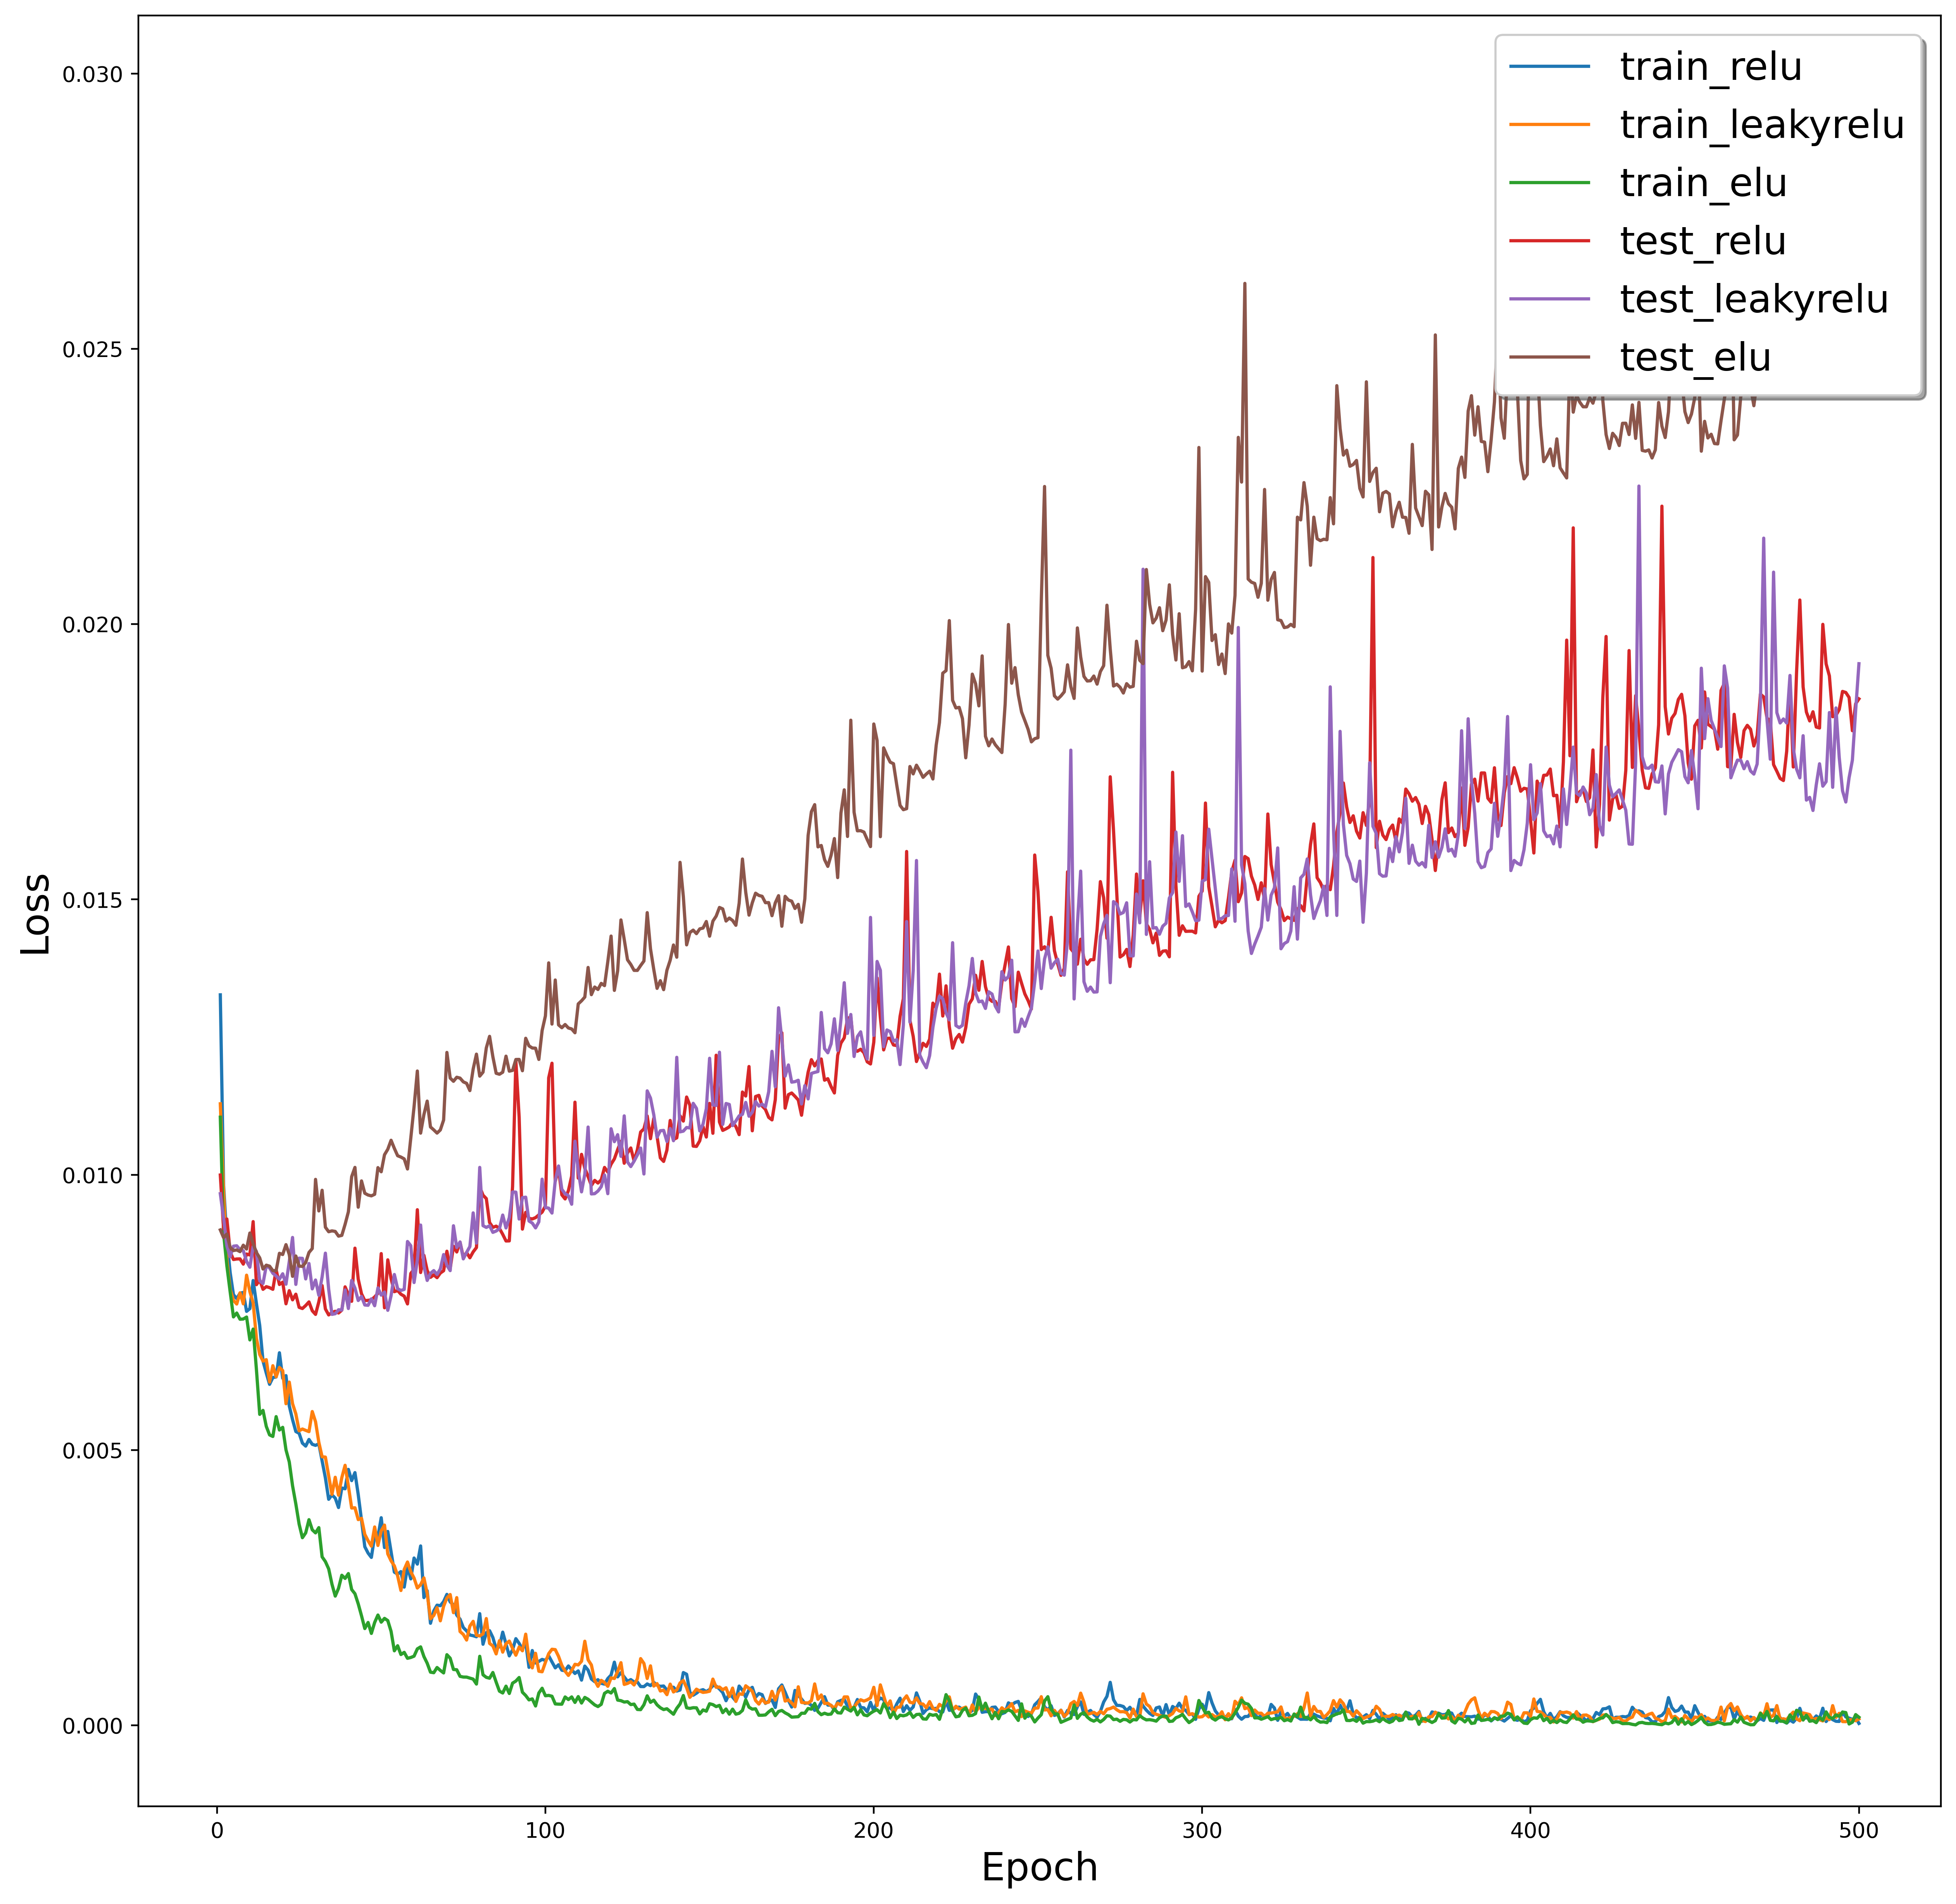 0.030
0.025
0.020
0.015
0.010
0.005
0.000
Loss
0 100 200 300 400 500
Epoch
train_relu
train_leakyrelu
train_elu
test_relu
test_leakyrelu
test_elu